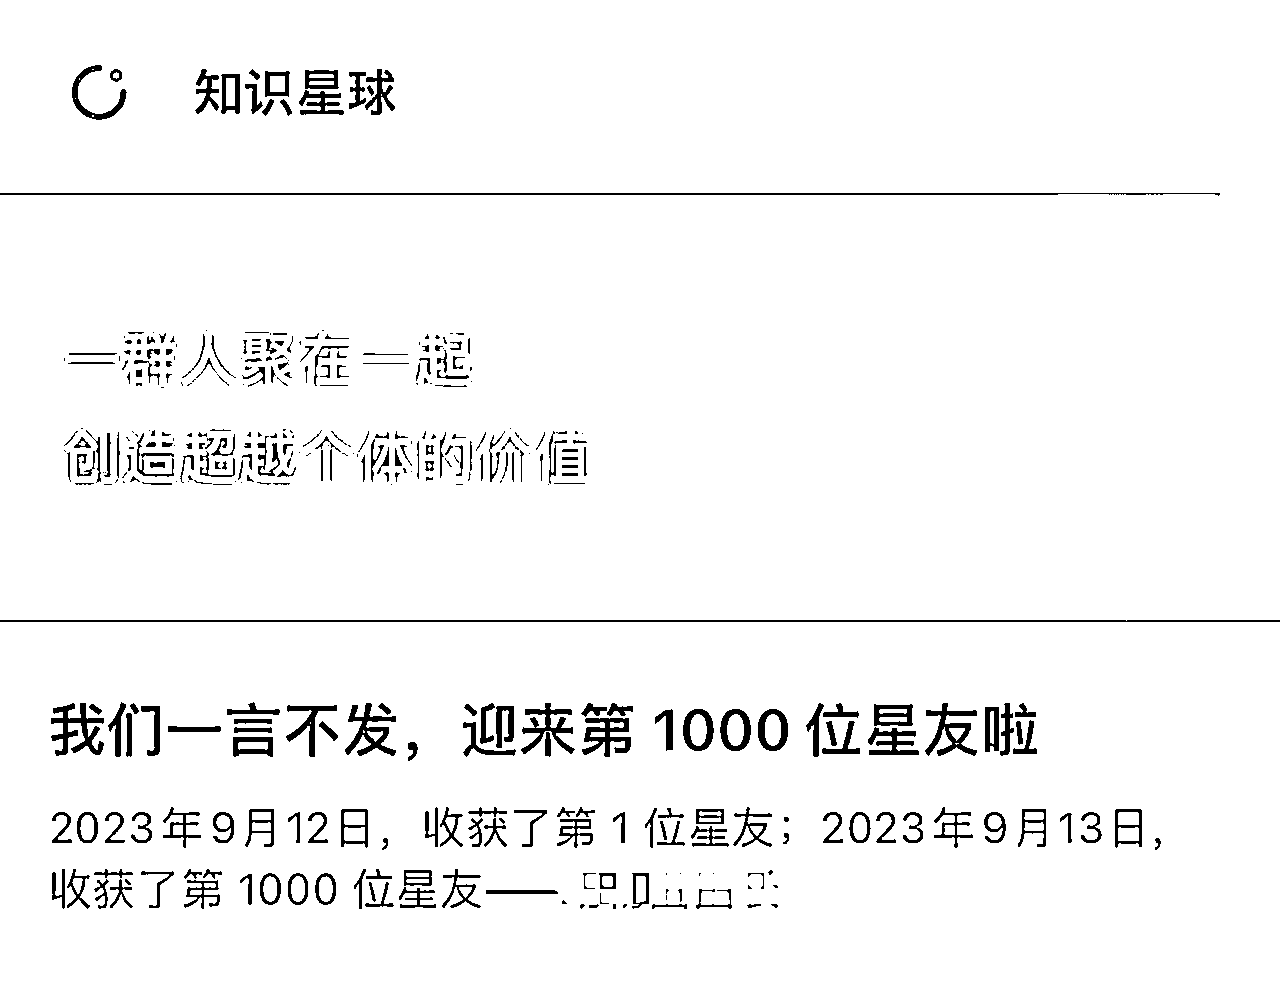 知识星球
一群人聚在一起
创造超越个体的价值
我们一言不发，迎来第 1000 位星友啦
2023年9月12日，收获了第 1 位星友；2023年9月13日，
收获了第 1000 位星友——